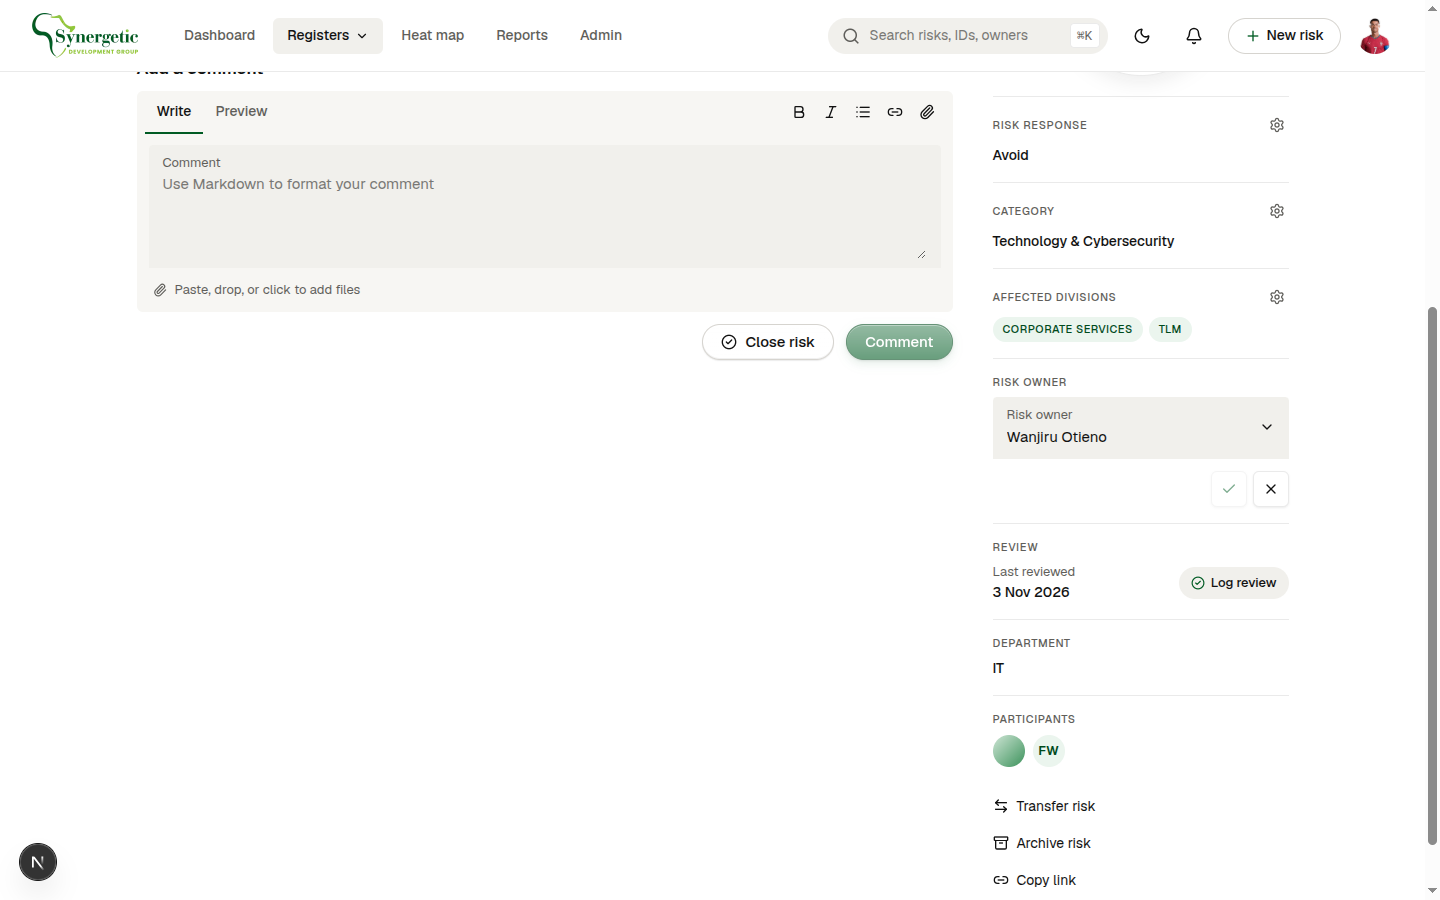 Synergetic
DEVELOPMENT GROUP
Dashboard
Registers
Heat map
Reports
Admin
Search risks, IDs, owners
⌘K
New risk
Add a comment
Write
Preview
Comment
Use Markdown to format your comment
Paste, drop, or click to add files
Close risk
Comment
RISK RESPONSE
Avoid
CATEGORY
Technology & Cybersecurity
AFFECTED DIVISIONS
CORPORATE SERVICES
TLM
RISK OWNER
Risk owner
Wanjiru Otieno
REVIEW
Last reviewed
3 Nov 2026
Log review
DEPARTMENT
IT
PARTICIPANTS
FW
Transfer risk
Archive risk
Copy link
N